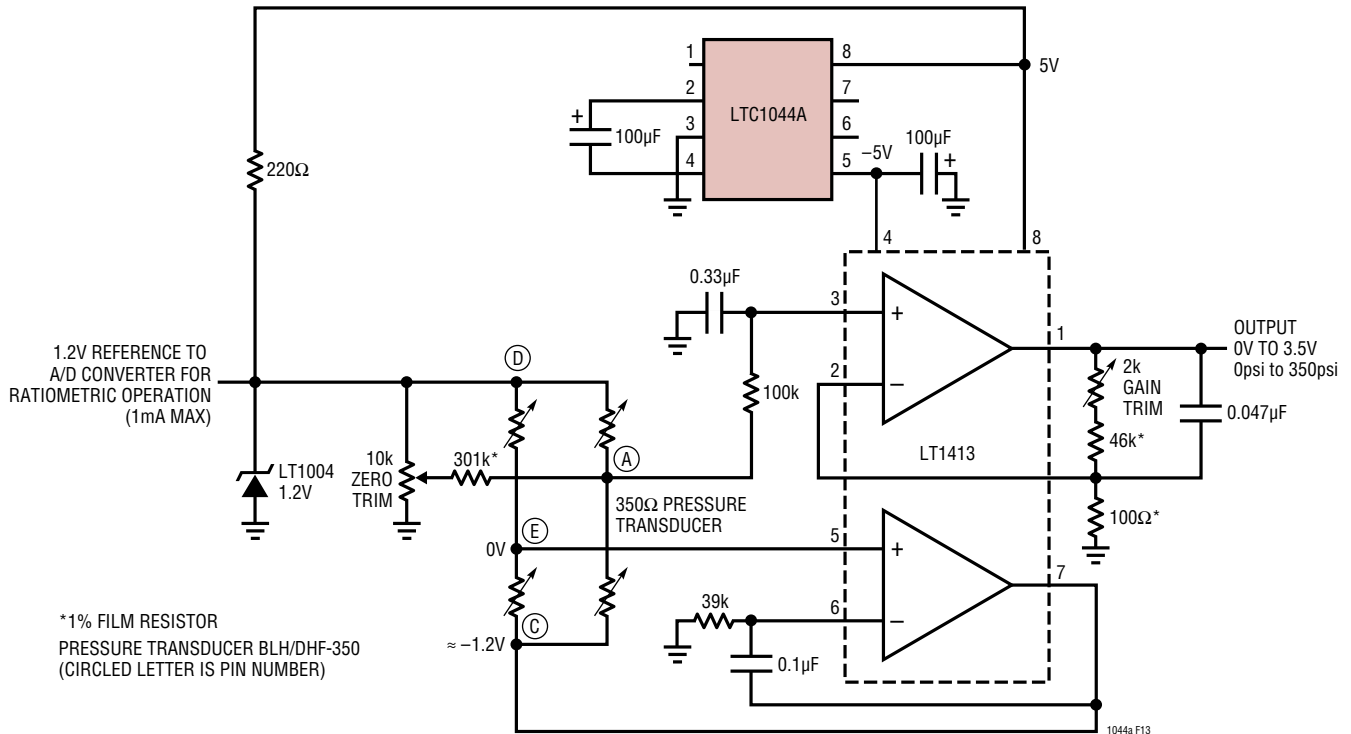 1
2
3
4
LTC1044A
8
7
6
5
5V
+
100µF
–5V
100µF
+
220Ω
4
8
0.33µF
3
+
1
OUTPUT
0V TO 3.5V
0psi to 350psi
1.2V REFERENCE TO
A/D CONVERTER FOR
RATIOMETRIC OPERATION
(1mA MAX)
D
2
–
100k
2k
GAIN
TRIM
0.047µF
46k*
LT1413
LT1004
1.2V
10k
ZERO
TRIM
301k*
A
350Ω PRESSURE
TRANSDUCER
100Ω*
0V
E
5
+
7
39k
6
–
0.1µF
≈ –1.2V
C
*1% FILM RESISTOR
PRESSURE TRANSDUCER BLH/DHF-350
(CIRCLED LETTER IS PIN NUMBER)
1044a F13